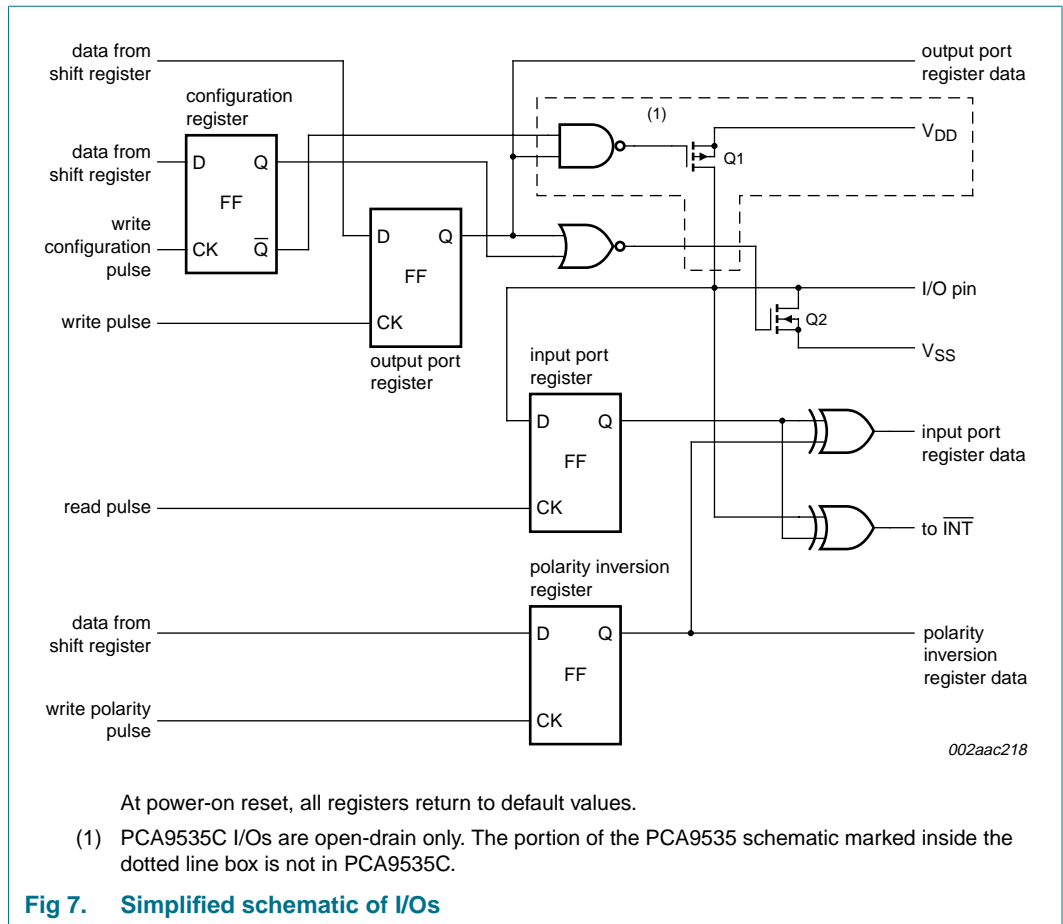 data from
shift register
output port
register data
configuration
register
(1)
VDD
data from
shift register
D
Q
Q1
FF
write
configuration
pulse
CK
Q
D
Q
FF
I/O pin
write pulse
CK
Q2
output port
register
input port
register
VSS
D
Q
input port
register data
FF
read pulse
CK
to INT
polarity inversion
register
data from
shift register
D
Q
polarity
inversion
register data
FF
write polarity
pulse
CK
002aac218
At power-on reset, all registers return to default values.
(1) PCA9535C I/Os are open-drain only. The portion of the PCA9535 schematic marked inside the
dotted line box is not in PCA9535C.
Fig 7. Simplified schematic of I/Os